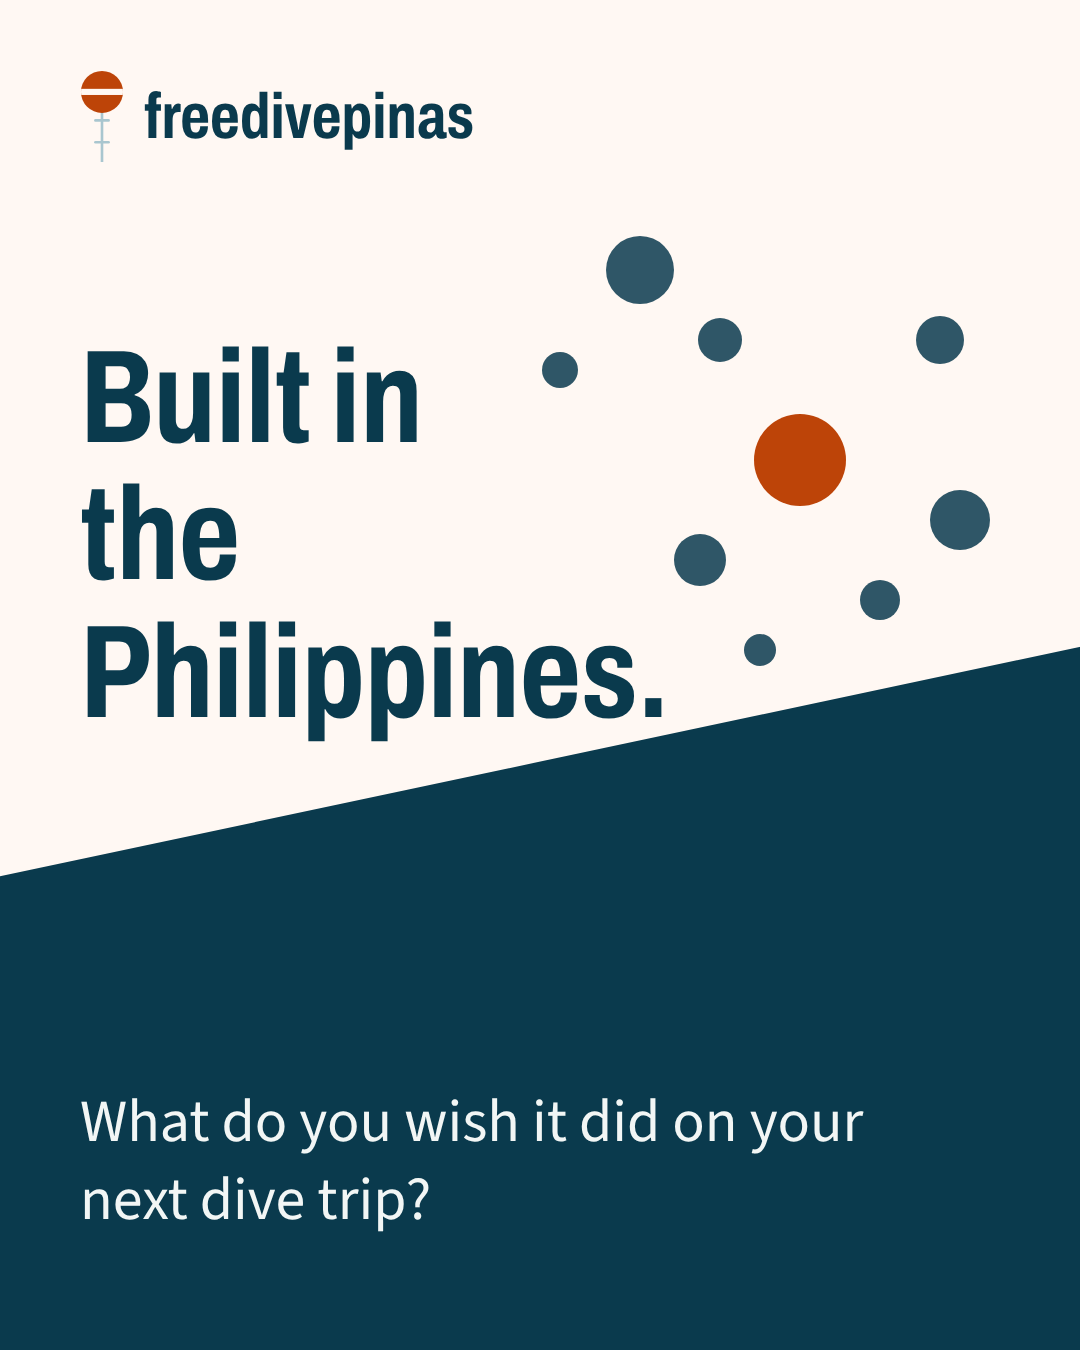 freedivepinas
Built in
the
Philippines.
What do you wish it did on your
next dive trip?